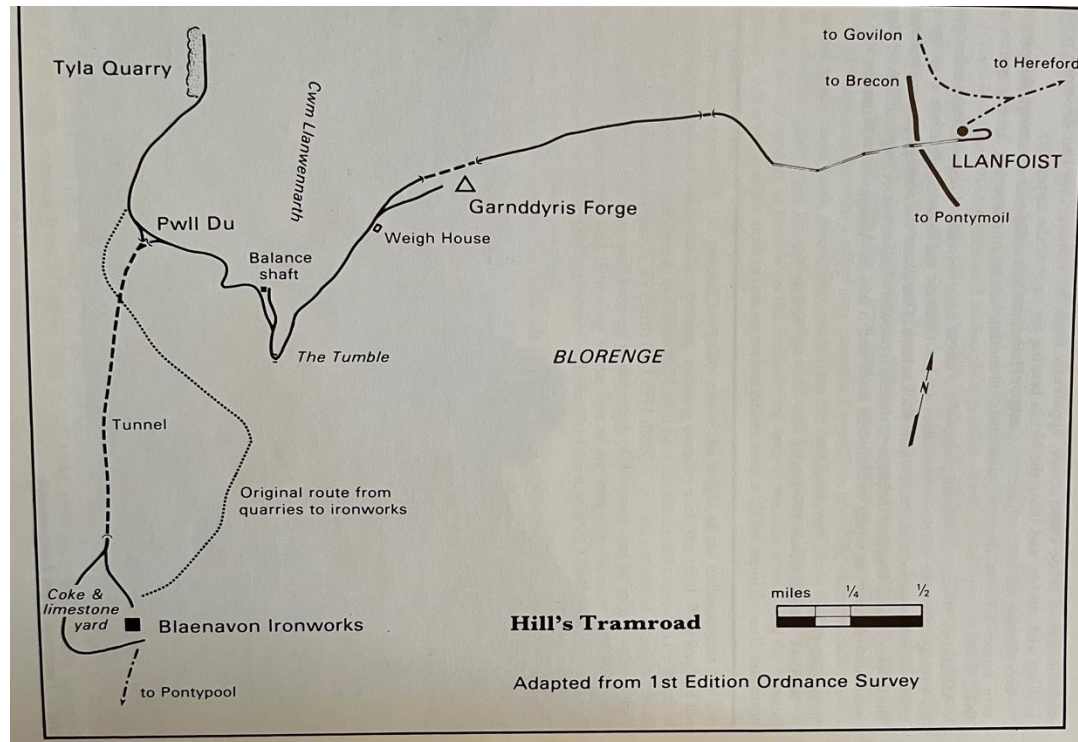 to Govilon
to Hereford
Tyla Quarry
to Brecon
Cwm Llanwennarth
LLANFOIST
Garnddyris Forge
to Pontymoil
Pwll Du
Weigh House
Balance
shaft
The Tumble
BLORENGE
N
Tunnel
Original route from
quarries to ironworks
Coke &
limestone
yard
miles ¼ ½
Blaenavon Ironworks
Hill's Tramroad
to Pontypool
Adapted from 1st Edition Ordnance Survey